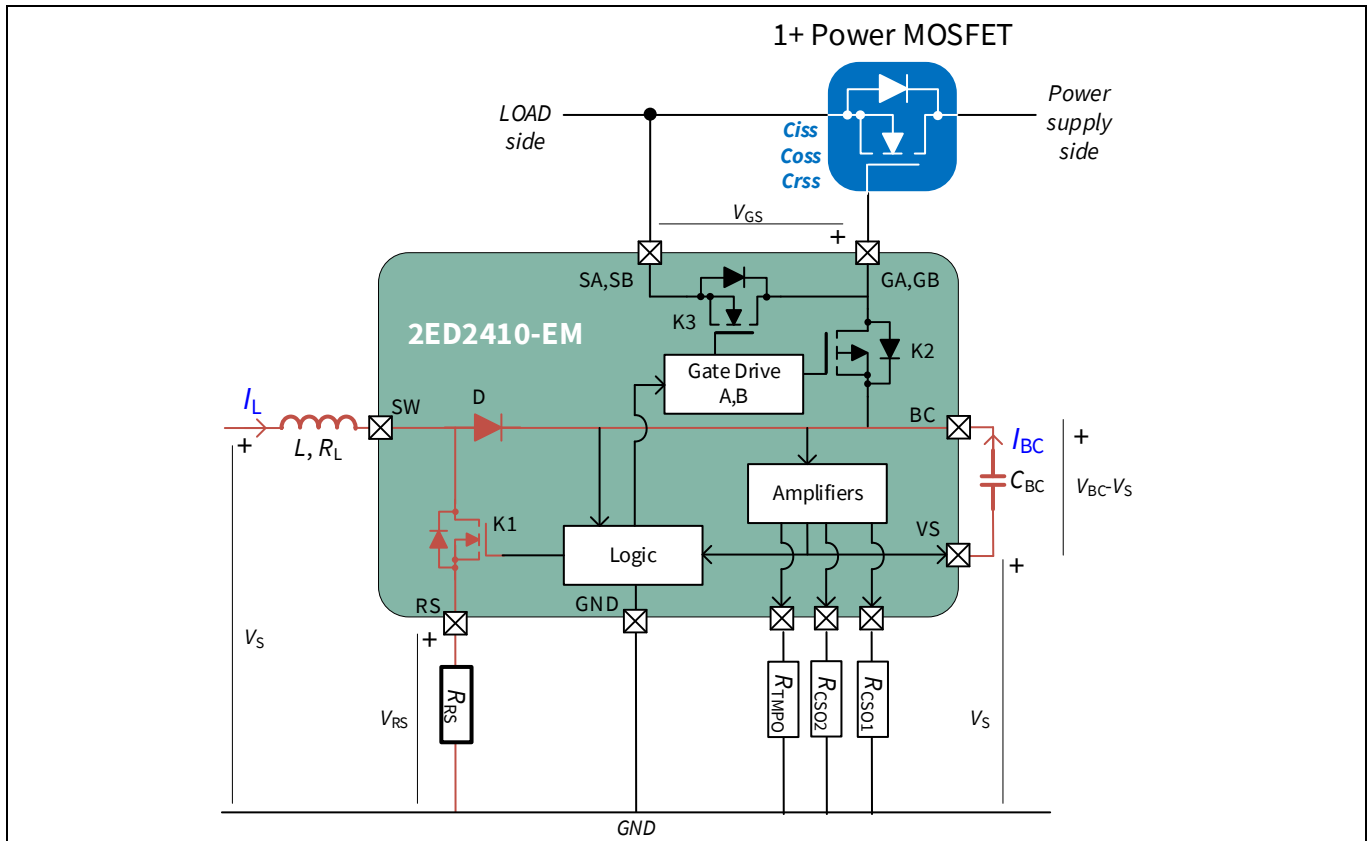 1+ Power MOSFET
LOAD
side
Ciss
Coss
Crss
Power
supply
side
VGS
+
SA,SB
GA,GB
K3
2ED2410-EM
K2
Gate Drive
A,B
IL
SW
D
BC
+
L, RL
IBC
+
CBC
VBC-VS
Amplifiers
K1
VS
Logic
+
RS
GND
+
VS
VRS
RRS
RTMPO
RCSO2
RCSO1
VS
GND